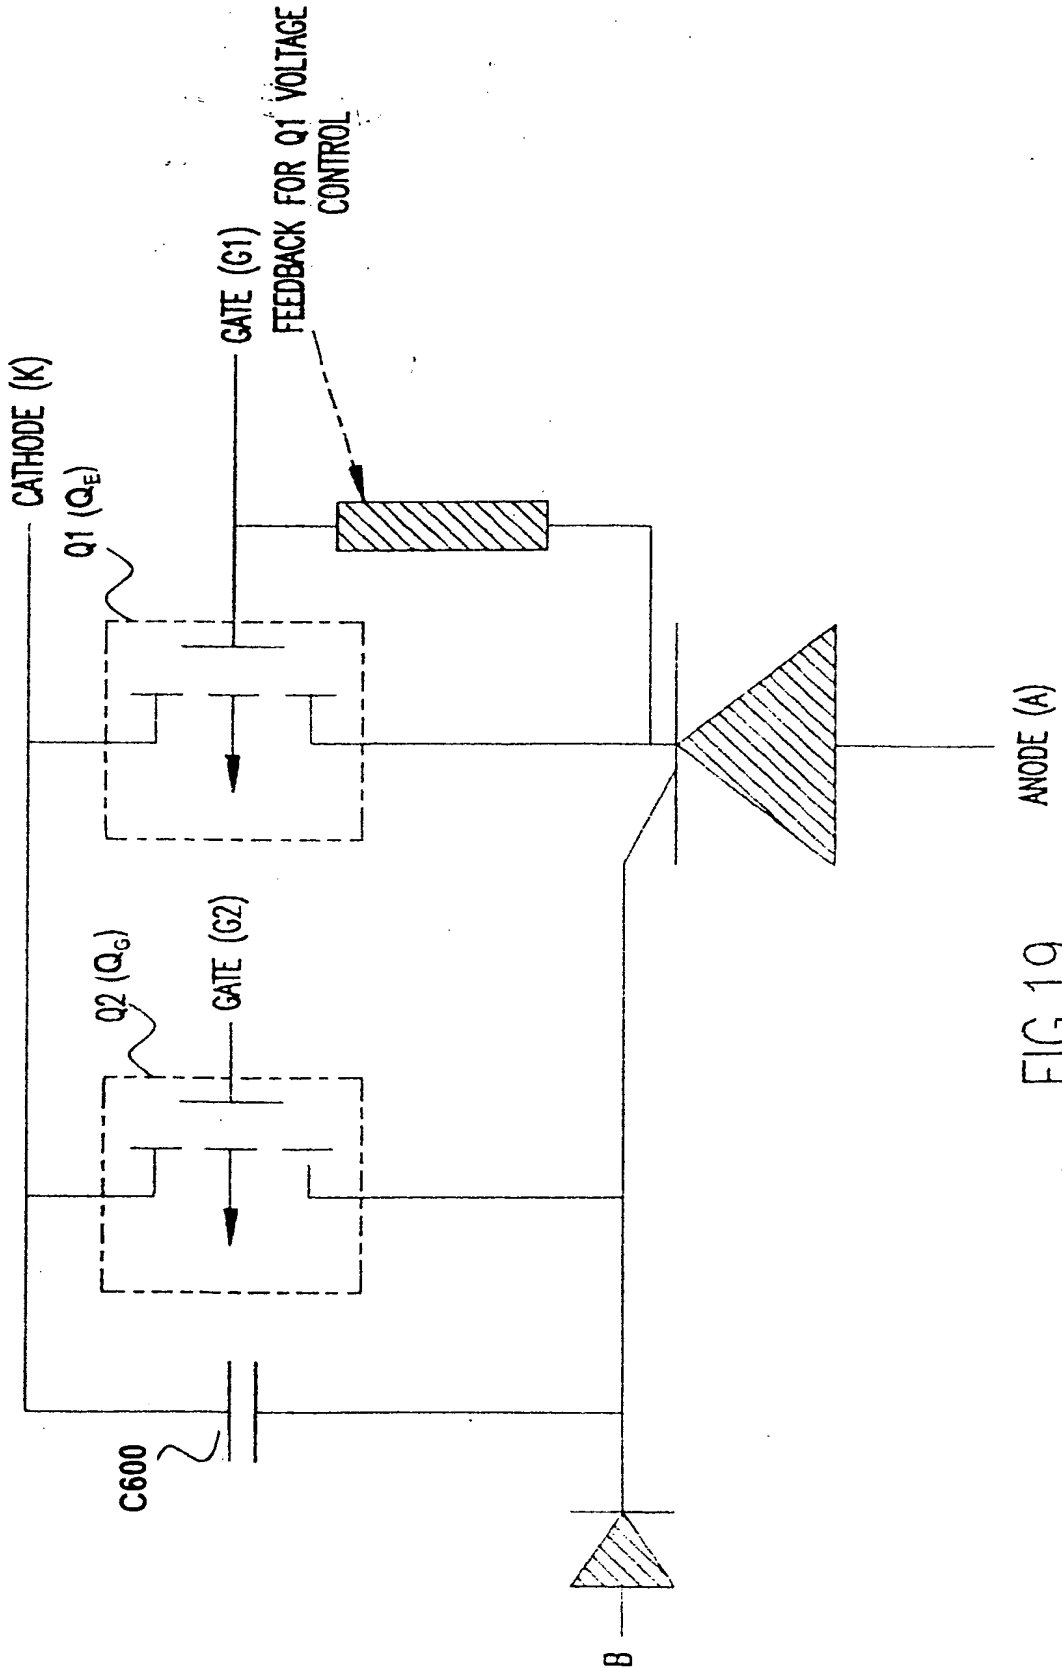 CATHODE (K)
Q1 (QE)
GATE (G1)
FEEDBACK FOR Q1 VOLTAGE
CONTROL
Q2 (QG)
GATE (G2)
C600
B
ANODE (A)
FIG 19